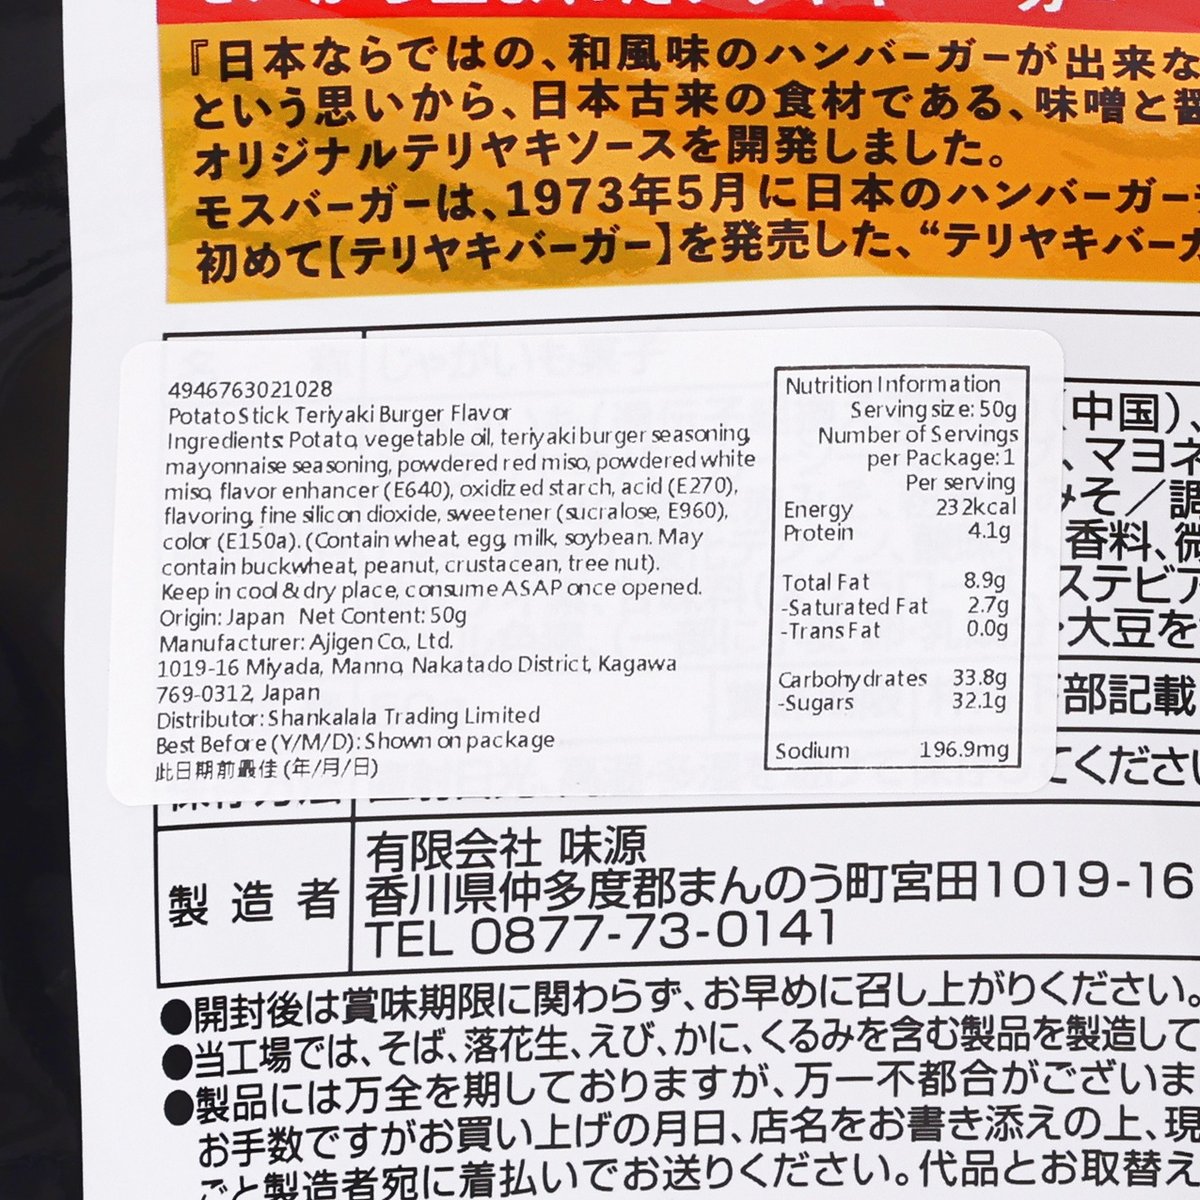 『日本ならではの、和風味のハンバーガーが出来な
という思いから、日本古来の食材である、味噌と醤
オリジナルテリヤキソースを開発しました。
モスバーガーは、1973年5月に日本のハンバーガー
初めて【テリヤキバーガー】を発売した、“テリヤキバーガ
4946763021028
Potato Stick Teriyaki Burger Flavor
Ingredients: Potato, vegetable oil, teriyaki burger seasoning,
mayonnaise seasoning, powdered red miso, powdered white
miso, flavor enhancer (E640), oxidized starch, acid (E270),
flavoring, fine silicon dioxide, sweetener (sucralose, E960),
color (E150a). (Contain wheat, egg, milk, soybean. May
contain buckwheat, peanut, crustacean, tree nut).
Keep in cool & dry place, consume ASAP once opened.
Origin: Japan Net Content: 50g
Manufacturer: Ajigen Co., Ltd.
1019-16 Miyada, Manno, Nakatado District, Kagawa
769-0312, Japan
Distributor: Shankalala Trading Limited
Best Before (Y/M/D): Shown on package
此日期前最佳 (年/月/日)
Nutrition Information
Serving size: 50g
Number of Servings
per Package: 1
Per serving
Energy 232kcal
Protein 4.1g
Total Fat 8.9g
-Saturated Fat 2.7g
-Trans Fat 0.0g
Carbohydrates 33.8g
-Sugars 32.1g
Sodium 196.9mg
(中国)、
、マヨネ
みそ／調
香料、微
ステビア
大豆を
部記載
てください
製造者
有限会社 味源
香川県仲多度郡まんのう町宮田1019-16
TEL 0877-73-0141
●開封後は賞味期限に関わらず、お早めに召し上がりください。
●当工場では、そば、落花生、えび、かに、くるみを含む製品を製造して
●製品には万全を期しておりますが、万一不都合がございま
お手数ですがお買い上げの月日、店名をお書き添えの上、現
ごと製造者宛に着払いでお送りください。代品とお取替え